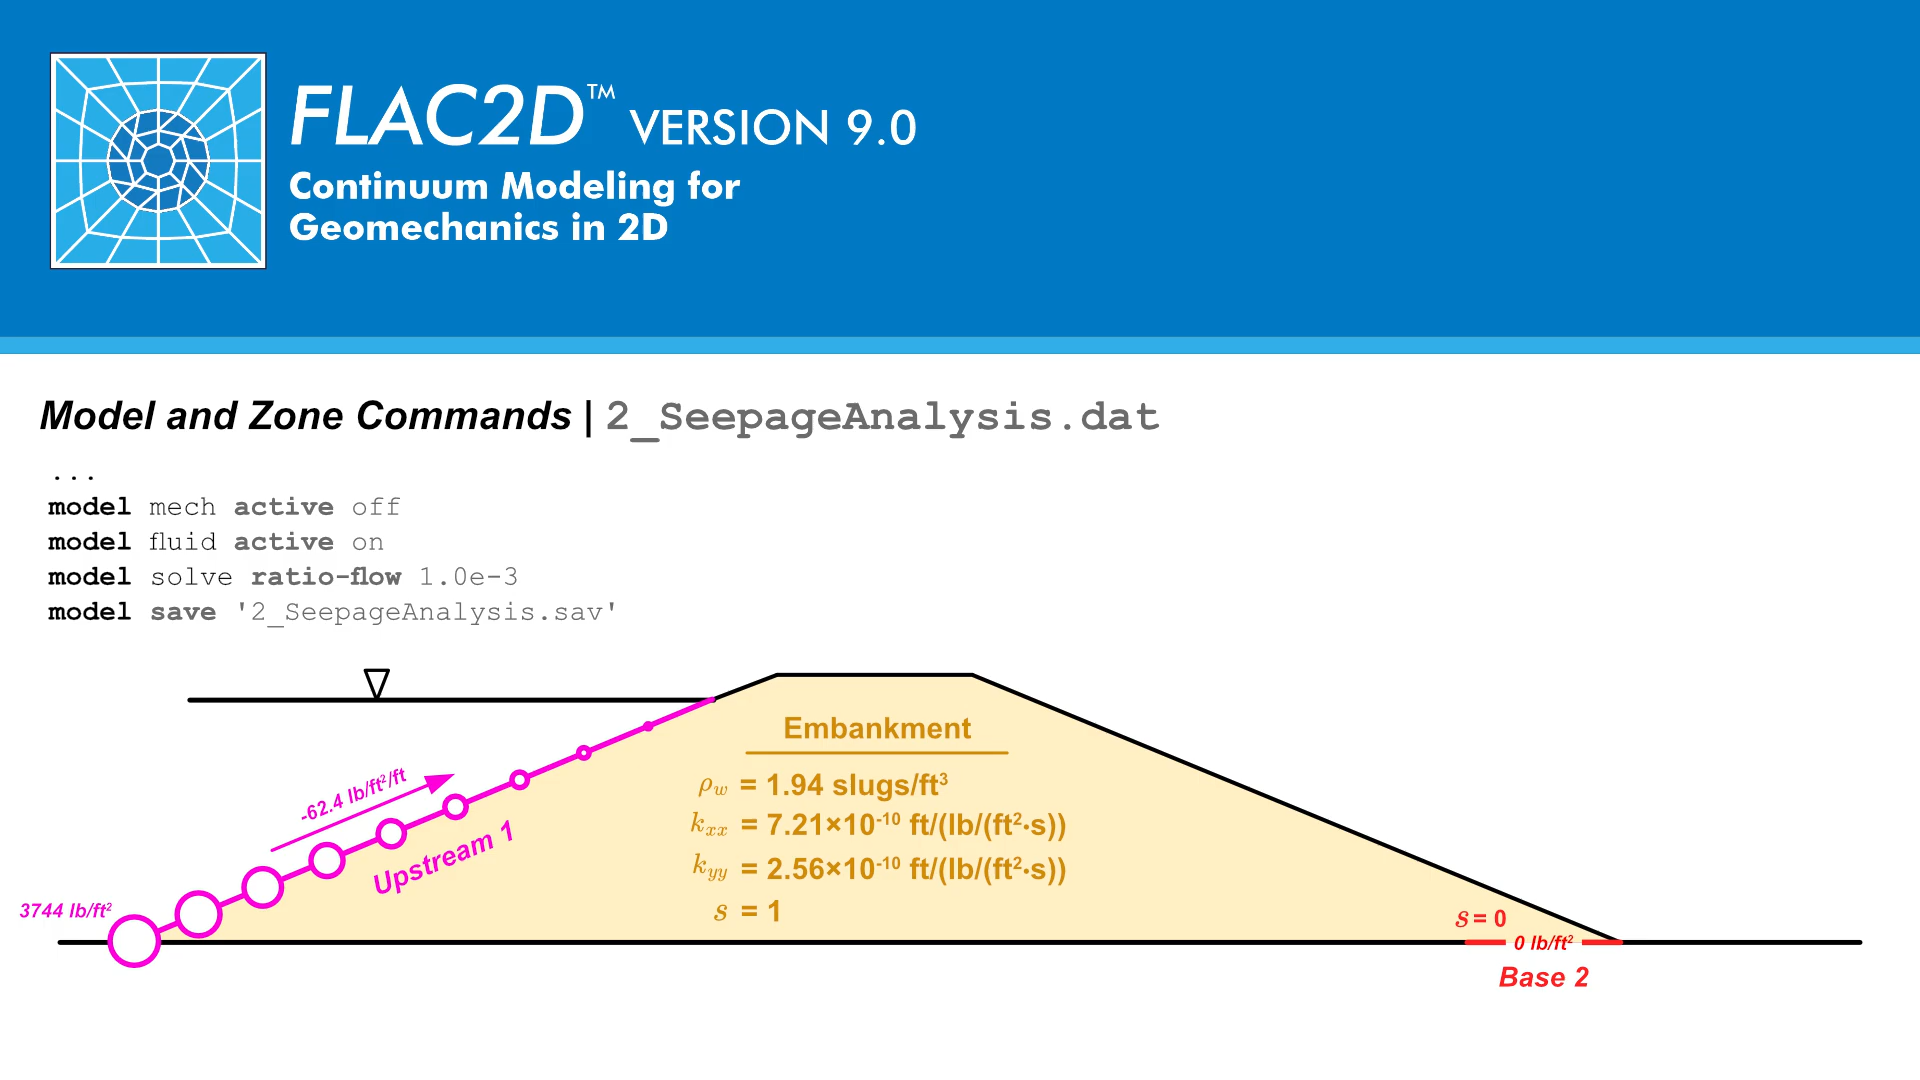 FLAC2D™ VERSION 9.0
Continuum Modeling for
Geomechanics in 2D
Model and Zone Commands | 2_SeepageAnalysis.dat
...
model mech active off
model fluid active on
model solve ratio-flow 1.0e-3
model save '2_SeepageAnalysis.sav'
Embankment
-62.4 lb/ft²/ft
Upstream 1
ρw = 1.94 slugs/ft³
kxx = 7.21×10⁻¹⁰ ft/(lb/(ft²·s))
kyy = 2.56×10⁻¹⁰ ft/(lb/(ft²·s))
s = 1
3744 lb/ft²
s = 0
0 lb/ft²
Base 2